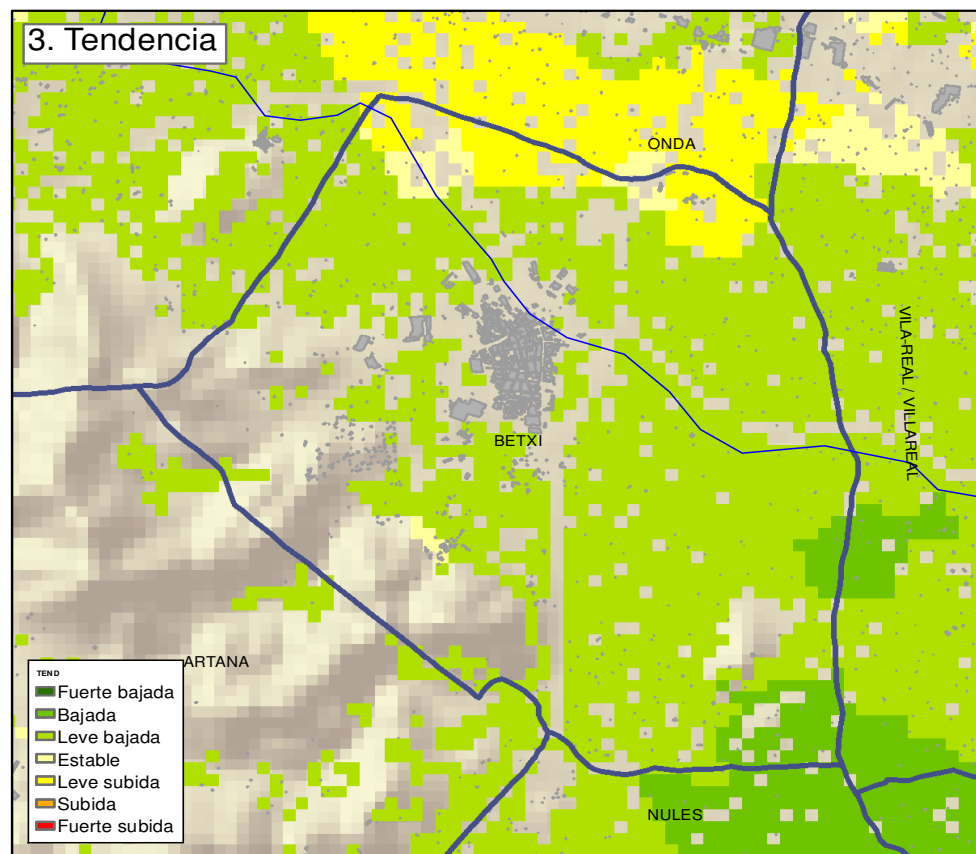 3. Tendencia
ONDA
VILA-REAL / VILLAREAL
BETXI
ARTANA
NULES
TEND
Fuerte bajada
Bajada
Leve bajada
Estable
Leve subida
Subida
Fuerte subida